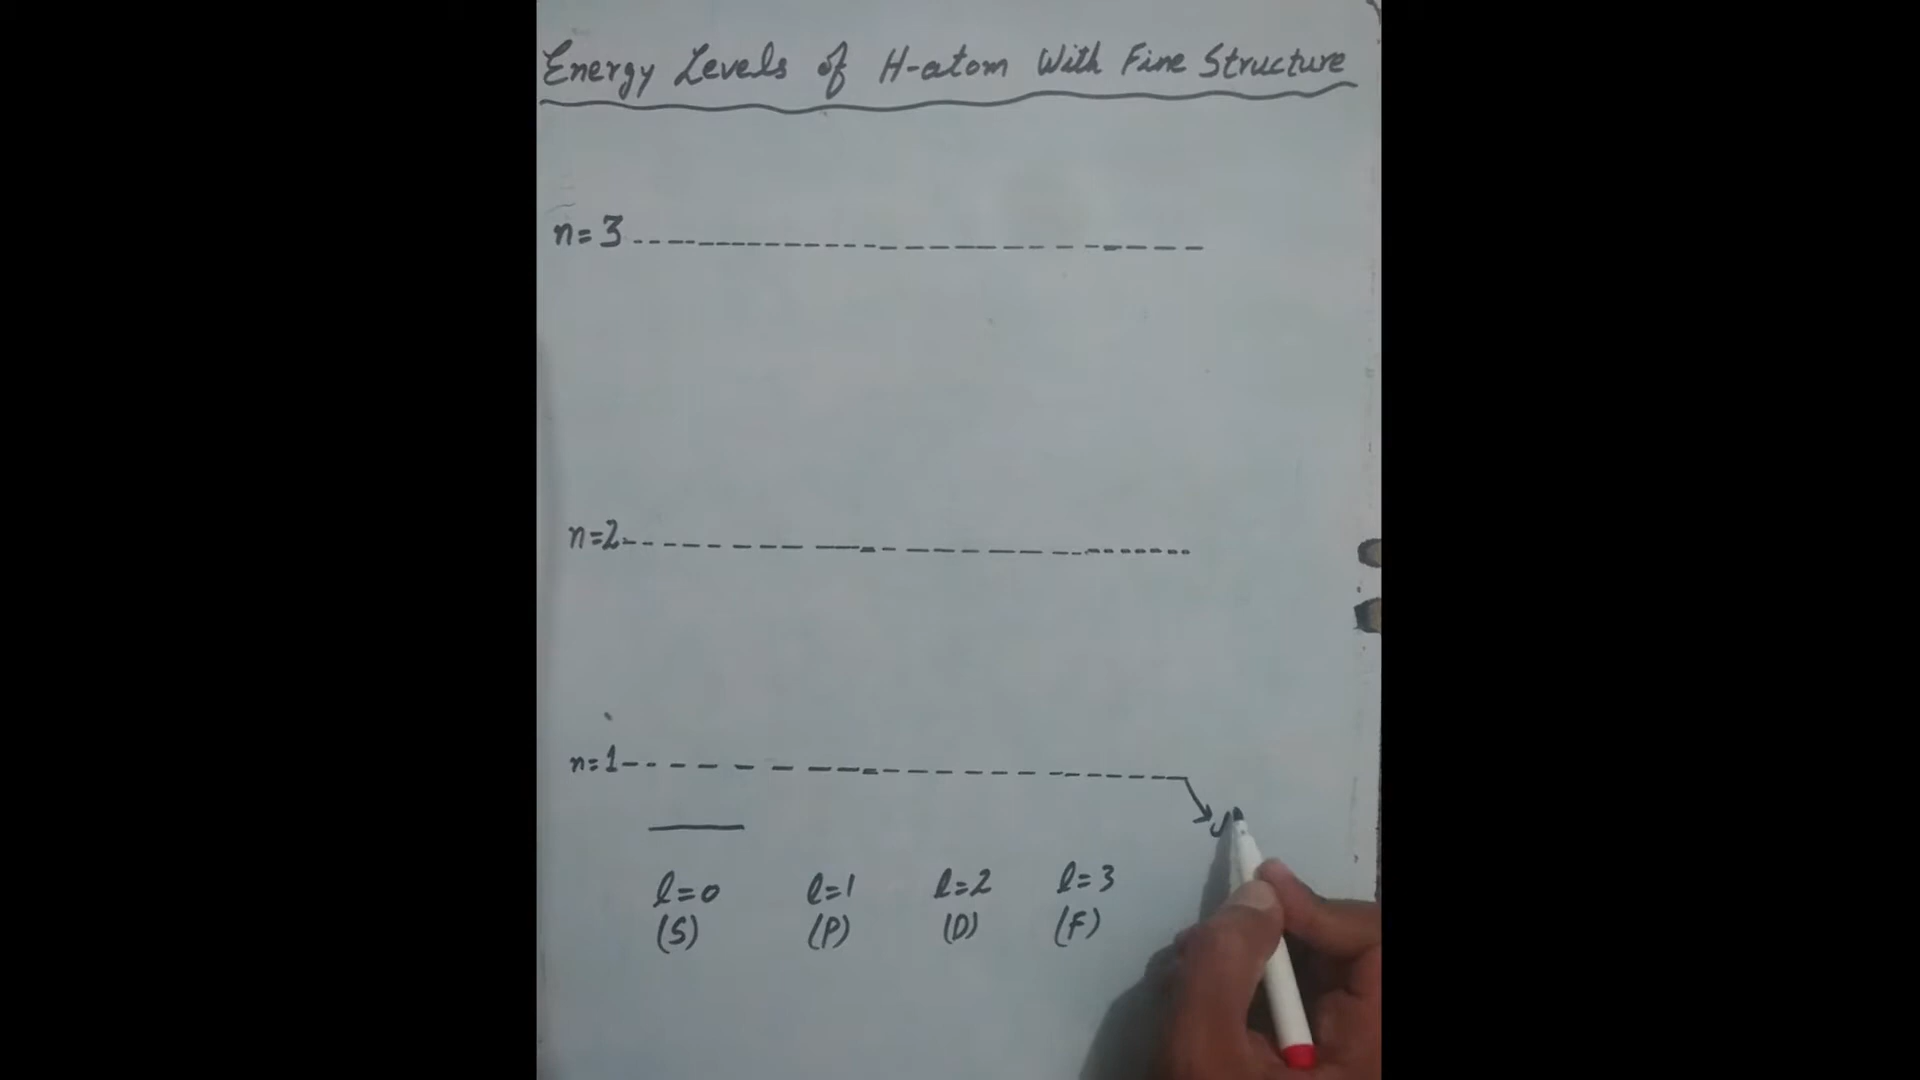 Energy Levels of H-atom With Fine Structure
n=3
n=2
n=1
l=0 l=1 l=2 l=3
(S) (P) (D) (F)